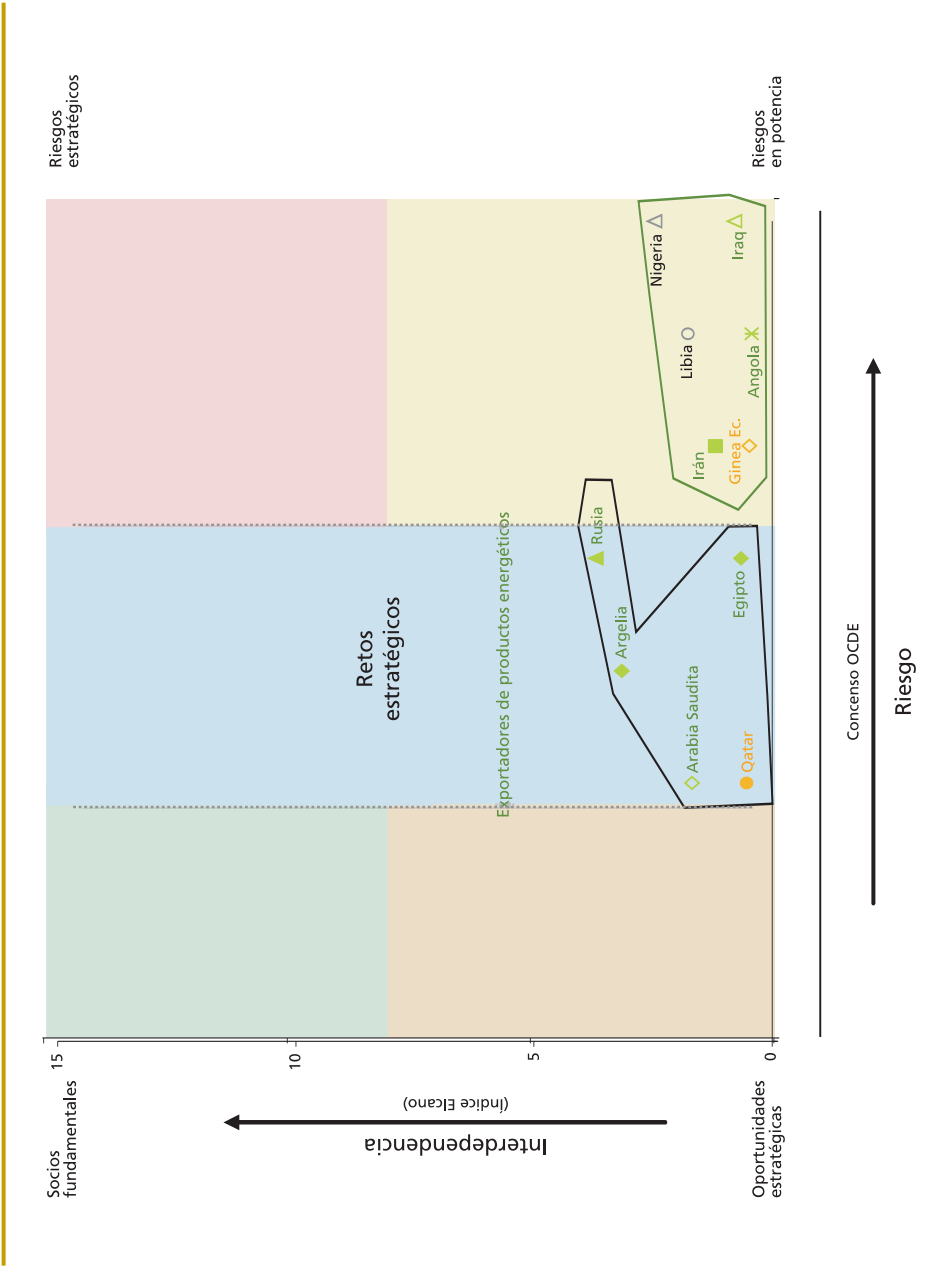 Socios
fundamentales
Riesgos
estratégicos
15
10
5
0
Interdependencia
(Índice Elcano)
Retos
estratégicos
Exportadores de productos energéticos
Rusia
Argelia
Arabia Saudita
Qatar
Egipto
Irán
Ginea Ec.
Libia
Angola
Nigeria
Iraq
Oportunidades
estratégicas
Riesgos
en potencia
Concenso OCDE
Riesgo